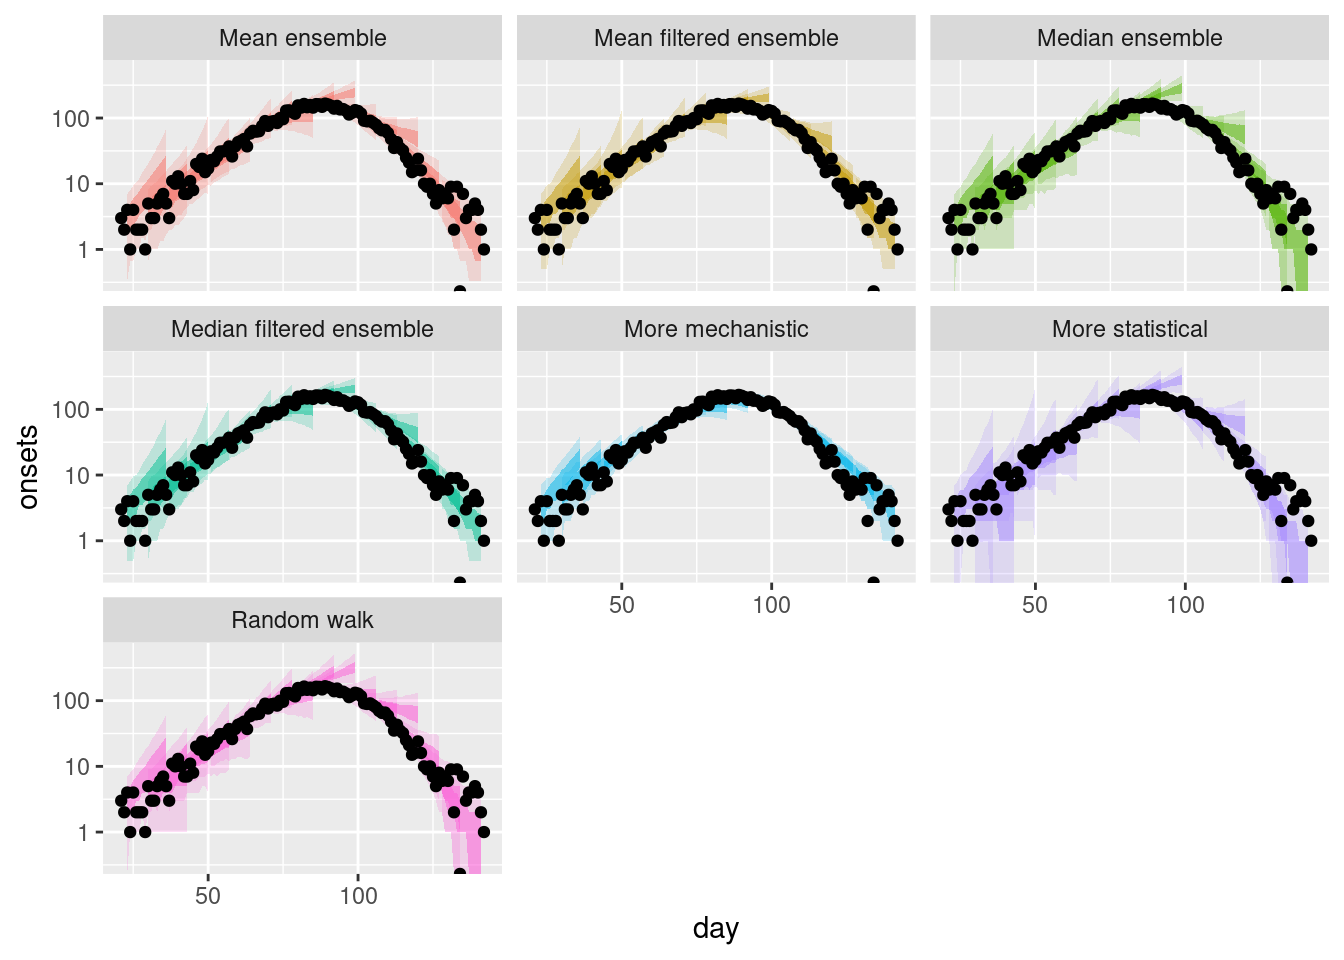 Mean ensemble
Mean filtered ensemble
Median ensemble
100
10
1
Median filtered ensemble
More mechanistic
More statistical
100
10
1
50
100
50
100
Random walk
100
10
1
50
100
onsets
day